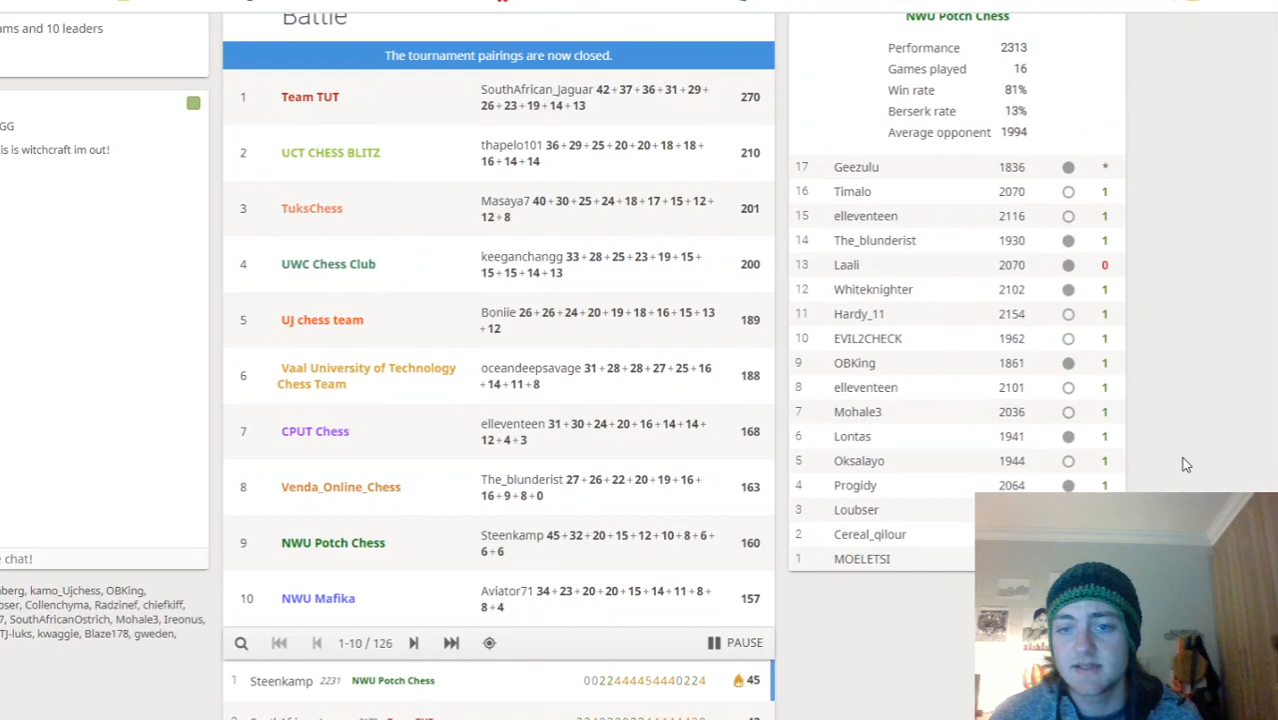 Battle
NWU Potch Chess
ams and 10 leaders
The tournament pairings are now closed.
GG
is is witchcraft im out!
1 Team TUT SouthAfrican_Jaguar 42+37+36+31+29+ 270
26+23+19+14+13
2 UCT CHESS BLITZ thapelo101 36+29+25+20+20+18+18+ 210
16+14+14
3 TuksChess Masaya7 40+30+25+24+18+17+15+12+ 201
12+8
4 UWC Chess Club keeganchangg 33+28+25+23+19+15+ 200
15+15+14+13
5 UJ chess team Boniie 26+26+24+20+19+18+16+15+13 189
+12
6 Vaal University of Technology oceandeepsavage 31+28+28+27+25+16 188
Chess Team +14+11+8
7 CPUT Chess elleventeen 31+30+24+20+16+14+14+ 168
12+4+3
8 Venda_Online_Chess The_blunderist 27+26+22+20+19+16+ 163
16+9+8+0
9 NWU Potch Chess Steenkamp 45+32+20+15+12+10+8+6+ 160
6+6
10 NWU Mafika Aviator71 34+23+20+20+15+14+11+8+ 157
8+4
1-10 / 126 PAUSE
1 Steenkamp 2231 NWU Potch Chess 0022444454440224 45
Performance 2313
Games played 16
Win rate 81%
Berserk rate 13%
Average opponent 1994
17 Geezulu 1836 *
16 Timalo 2070 1
15 elleventeen 2116 1
14 The_blunderist 1930 1
13 Laali 2070 0
12 Whiteknighter 2102 1
11 Hardy_11 2154 1
10 EVIL2CHECK 1962 1
9 OBKing 1861 1
8 elleventeen 2101 1
7 Mohale3 2036 1
6 Lontas 1941 1
5 Oksalayo 1944 1
4 Progidy 2064 1
3 Loubser
2 Cereal_qilour
1 MOELETSI
e chat!
nberg, kamo_Ujchess, OBKing,
oser, Collenchyma, Radzinef, chiefkiff,
7, SouthAfricanOstrich, Mohale3, Ireonus,
TJ-luks, kwaggie, Blaze178, gweden,